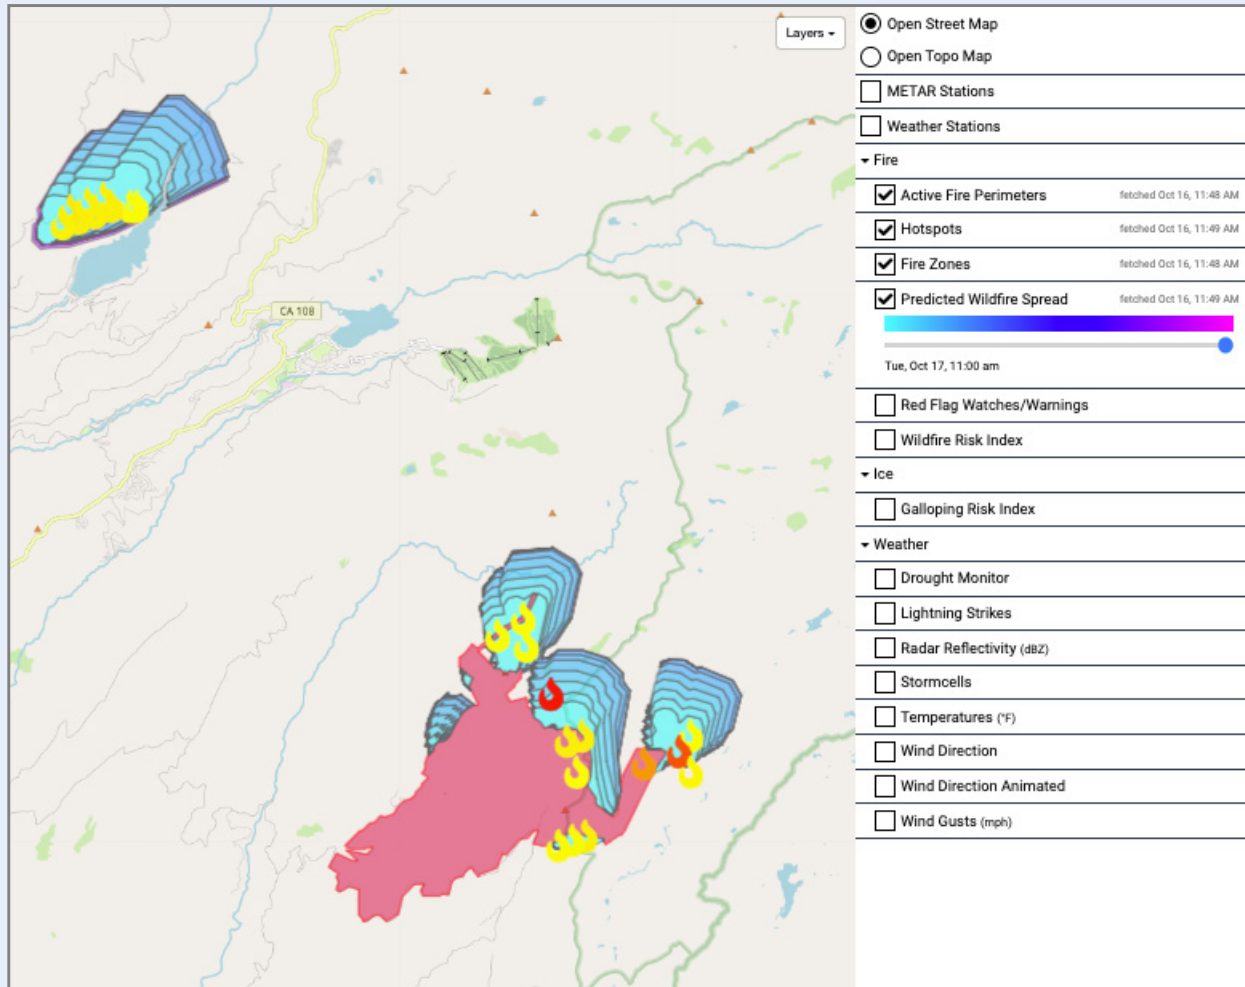 Layers
CA 108
Open Street Map
Open Topo Map
METAR Stations
Weather Stations
Fire
Active Fire Perimeters fetched Oct 16, 11:48 AM
Hotspots fetched Oct 16, 11:49 AM
Fire Zones fetched Oct 16, 11:48 AM
Predicted Wildfire Spread fetched Oct 16, 11:49 AM
Tue, Oct 17, 11:00 am
Red Flag Watches/Warnings
Wildfire Risk Index
Ice
Galloping Risk Index
Weather
Drought Monitor
Lightning Strikes
Radar Reflectivity (dBZ)
Stormcells
Temperatures (°F)
Wind Direction
Wind Direction Animated
Wind Gusts (mph)